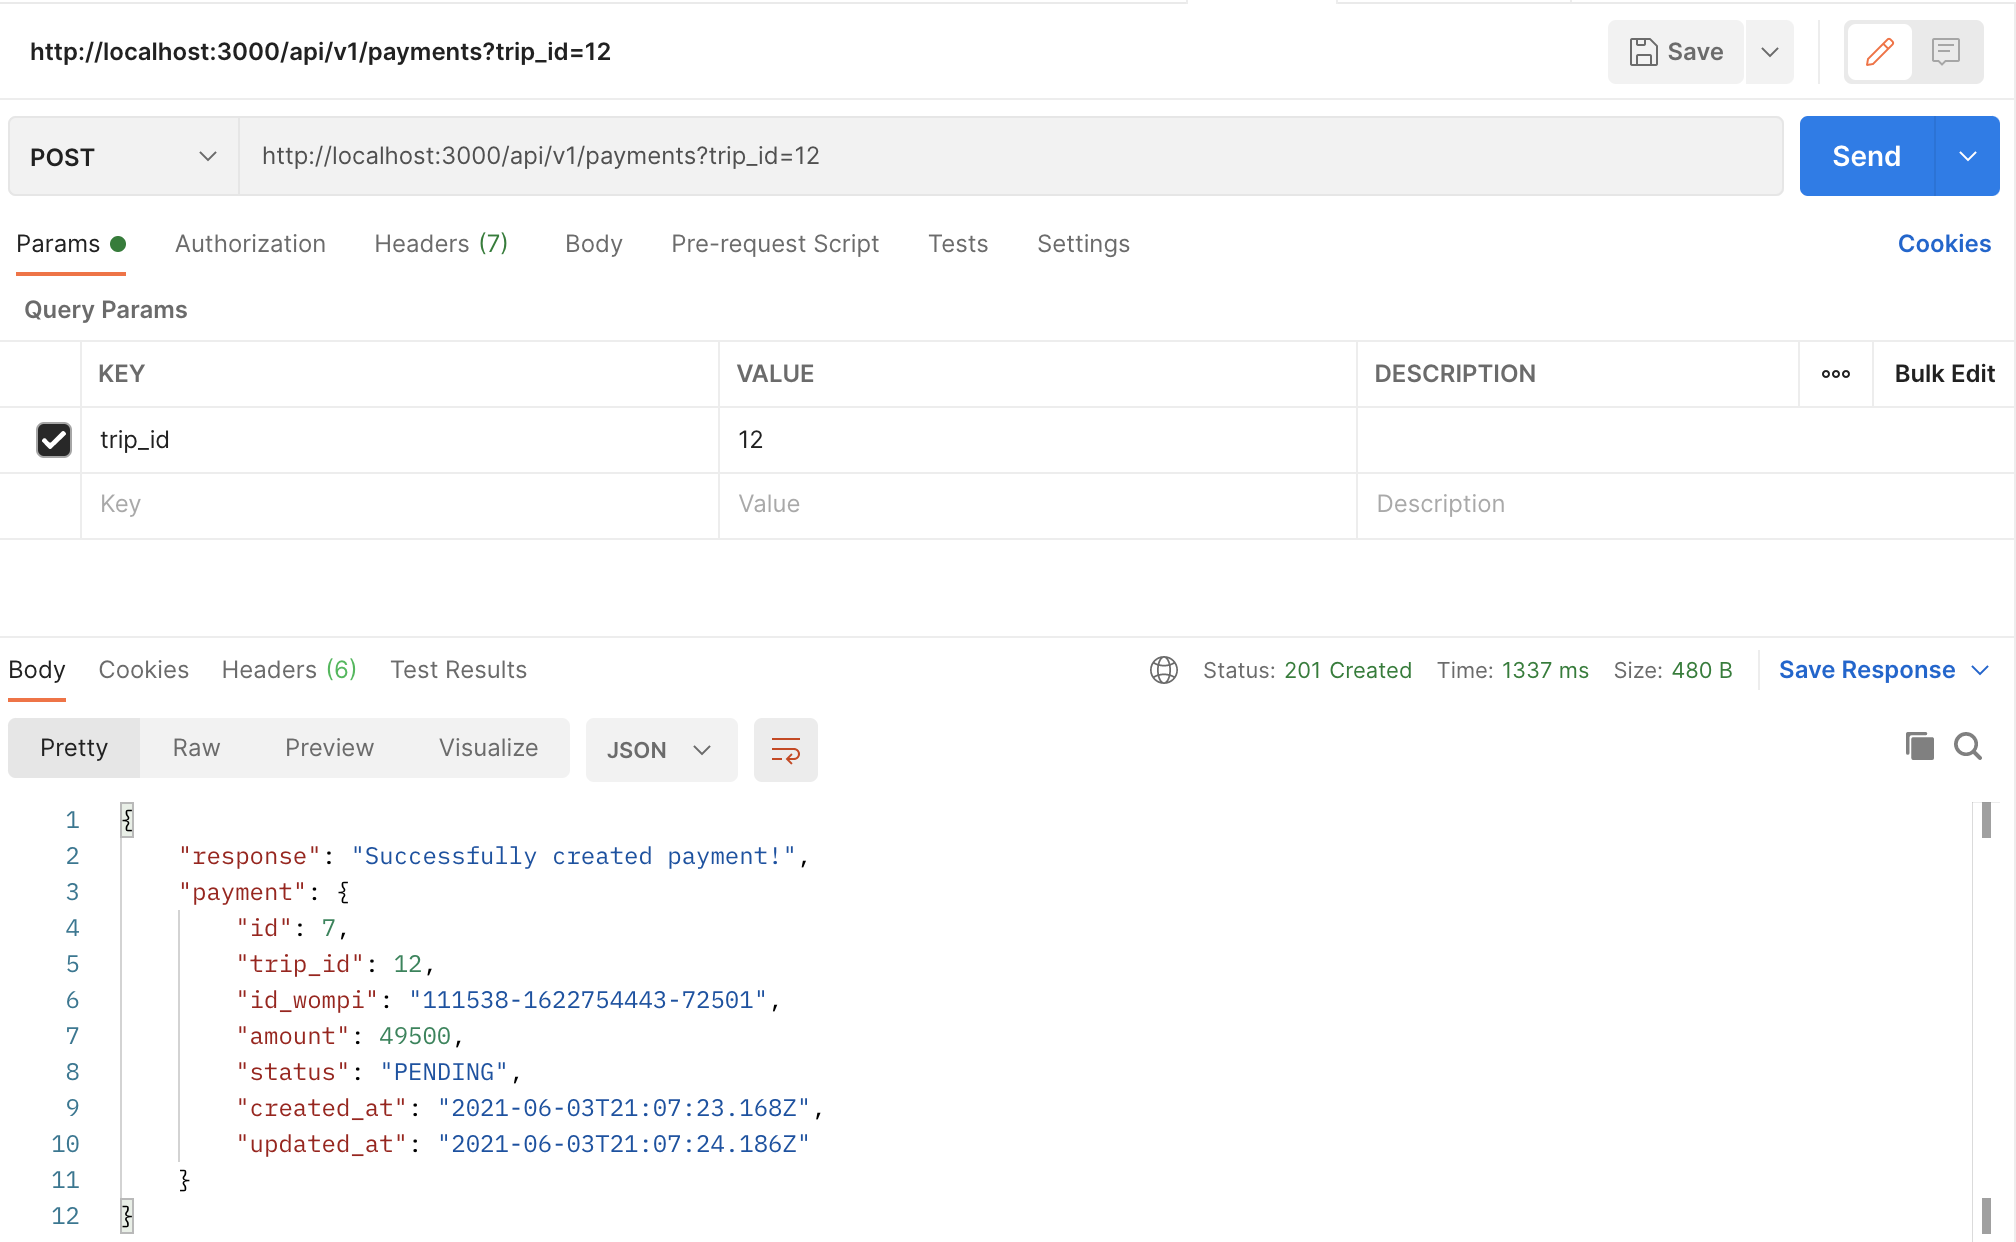 http://localhost:3000/api/v1/payments?trip_id=12
Save
POST
http://localhost:3000/api/v1/payments?trip_id=12
Send
Params Authorization Headers (7) Body Pre-request Script Tests Settings Cookies
Query Params
KEY VALUE DESCRIPTION ooo Bulk Edit
trip_id 12
Key Value Description
Body Cookies Headers (6) Test Results Status: 201 Created Time: 1337 ms Size: 480 B Save Response
Pretty Raw Preview Visualize JSON
1 {
2 "response": "Successfully created payment!",
3 "payment": {
4 "id": 7,
5 "trip_id": 12,
6 "id_wompi": "111538-1622754443-72501",
7 "amount": 49500,
8 "status": "PENDING",
9 "created_at": "2021-06-03T21:07:23.168Z",
10 "updated_at": "2021-06-03T21:07:24.186Z"
11 }
12 }